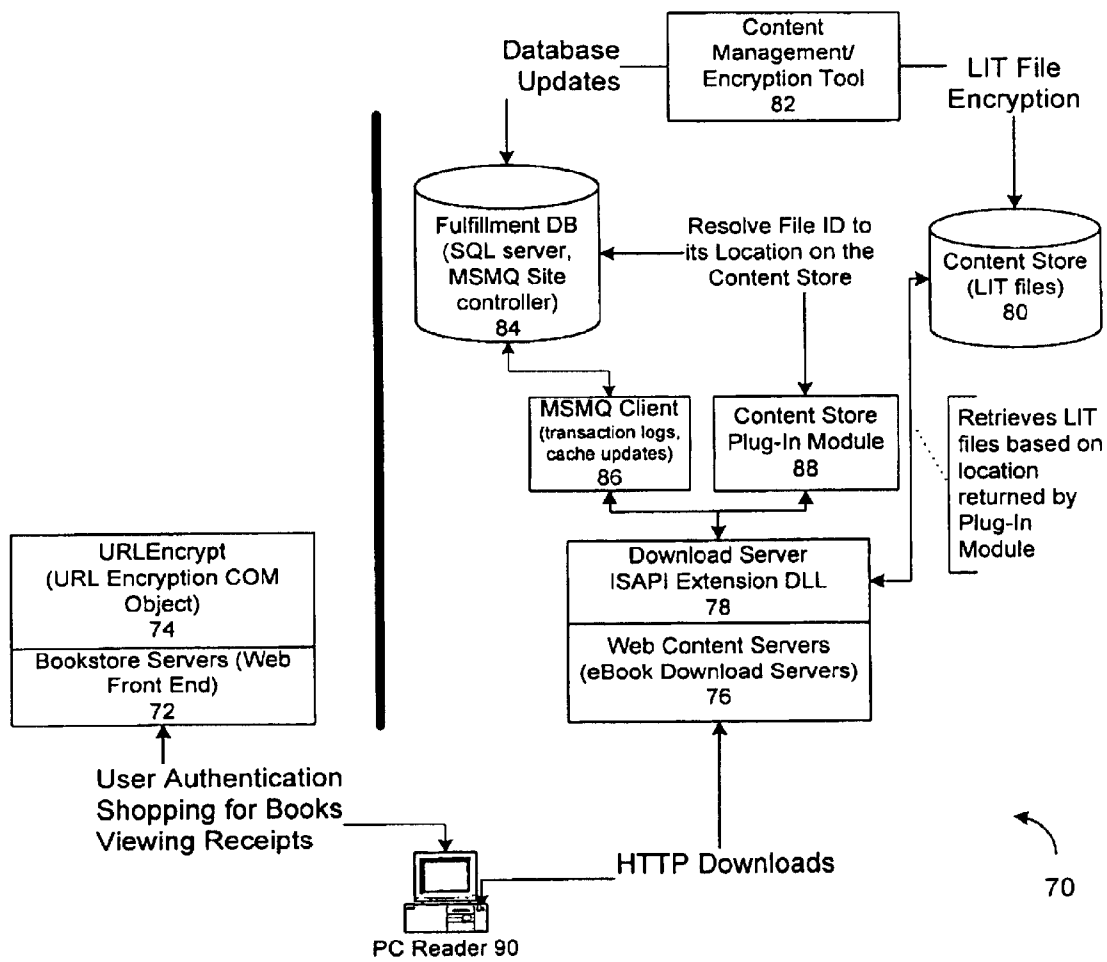 Content
Management/
Encryption Tool
82
Database
Updates
LIT File
Encryption
Fulfillment DB
(SQL server,
MSMQ Site
controller)
84
Resolve File ID to
its Location on the
Content Store
Content Store
(LIT files)
80
MSMQ Client
(transaction logs,
cache updates)
86
Content Store
Plug-In Module
88
Retrieves LIT
files based on
location
returned by
Plug-In
Module
URLEncrypt
(URL Encryption COM
Object)
74
Bookstore Servers (Web
Front End)
72
Download Server
ISAPI Extension DLL
78
Web Content Servers
(eBook Download Servers)
76
User Authentication
Shopping for Books
Viewing Receipts
HTTP Downloads
70
PC Reader 90